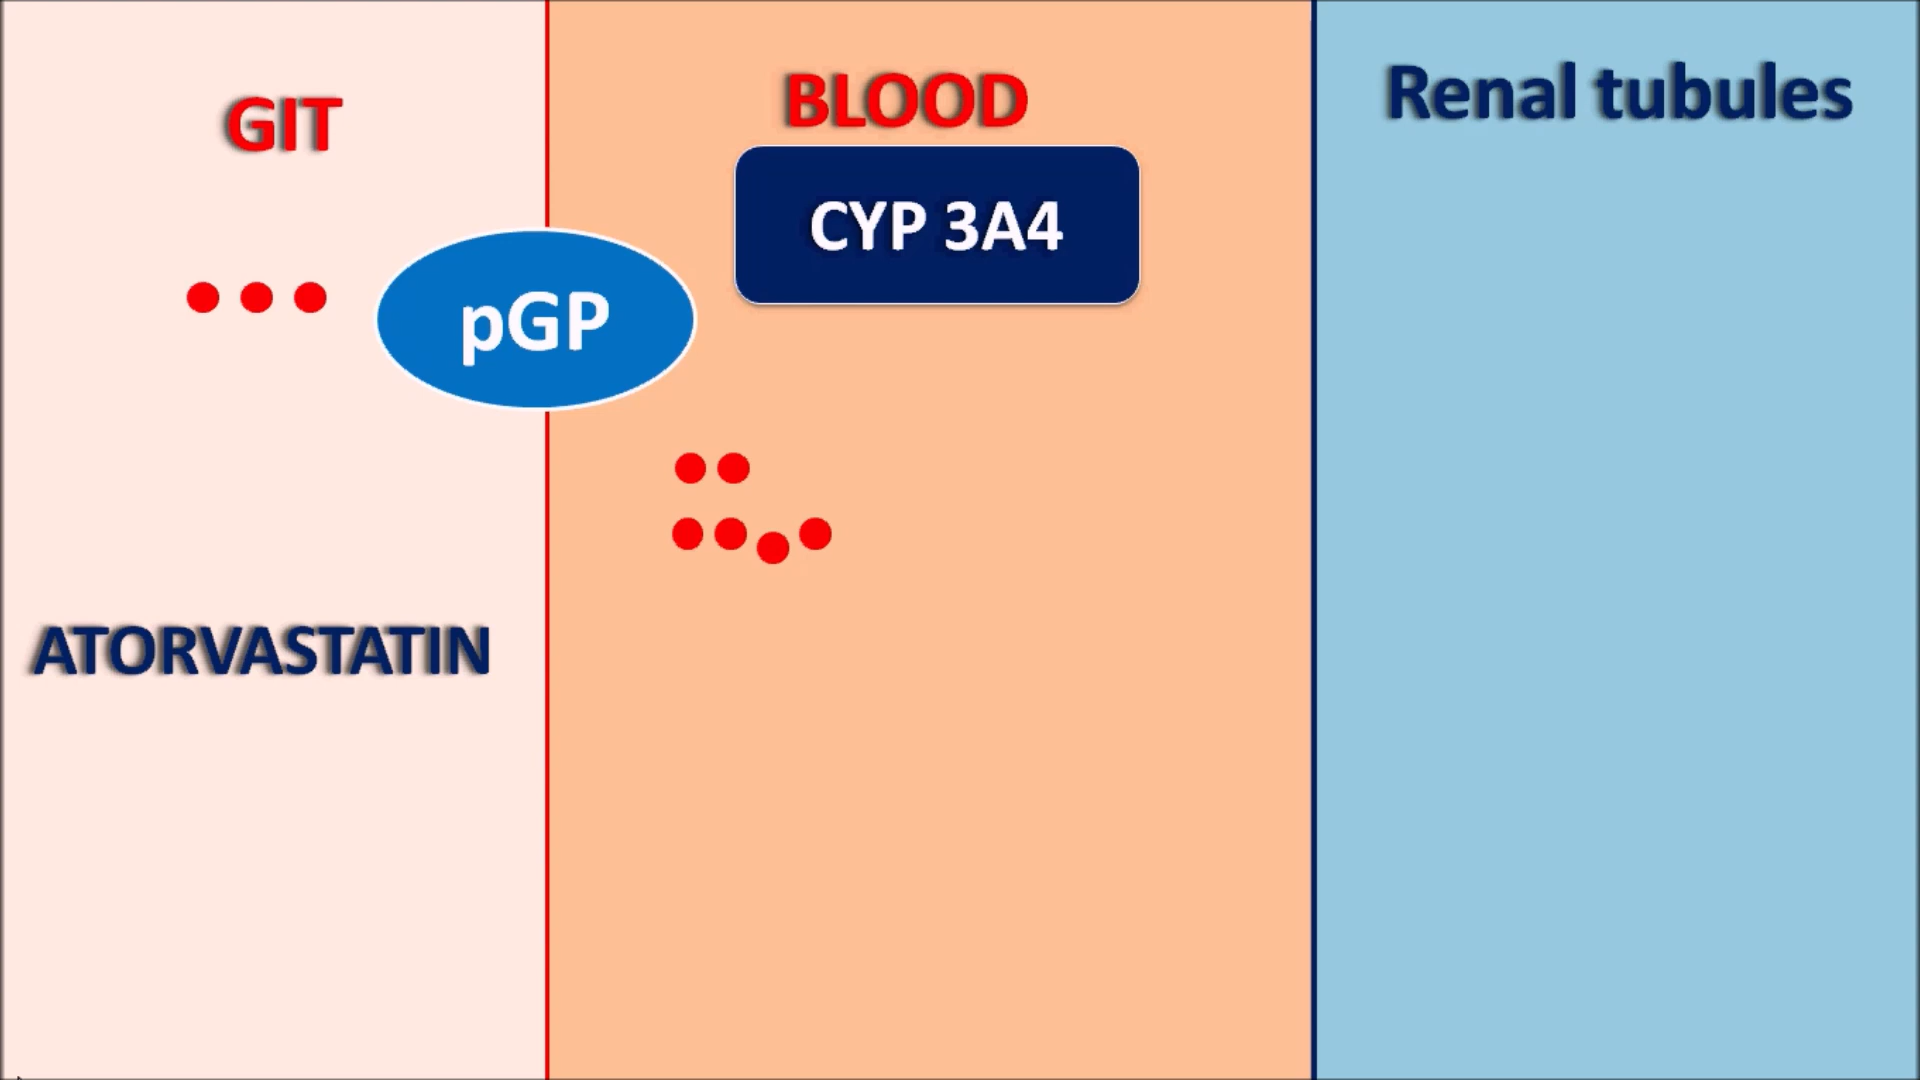 GIT
BLOOD
Renal tubules
CYP 3A4
pGP
ATORVASTATIN